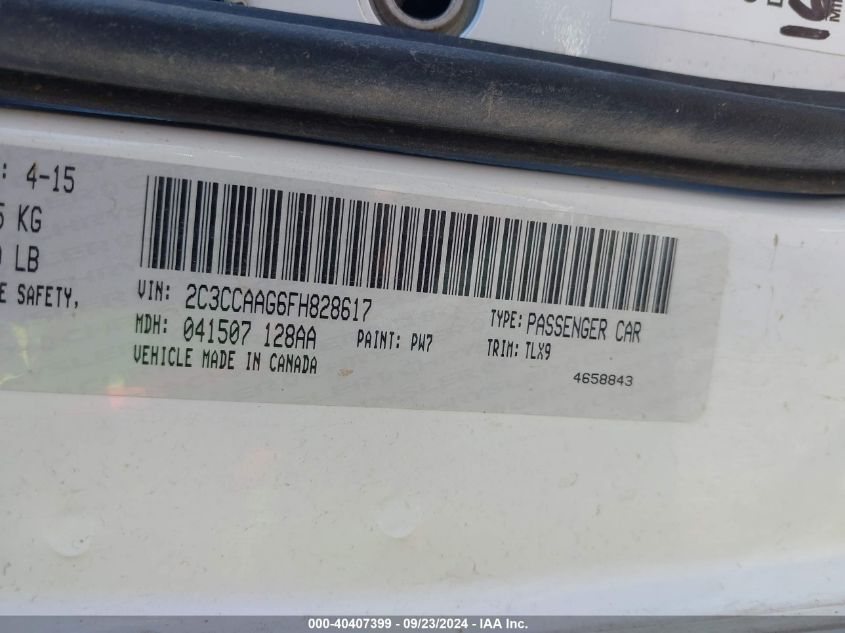 : 4-15
KG
LB
E SAFETY,
VIN: 2C3CCAAG6FH828617
TYPE: PASSENGER CAR
MDH: 041507 128AA
PAINT: PW7
TRIM: TLX9
VEHICLE MADE IN CANADA
4658843
000-40407399 - 09/23/2024 - IAA Inc.